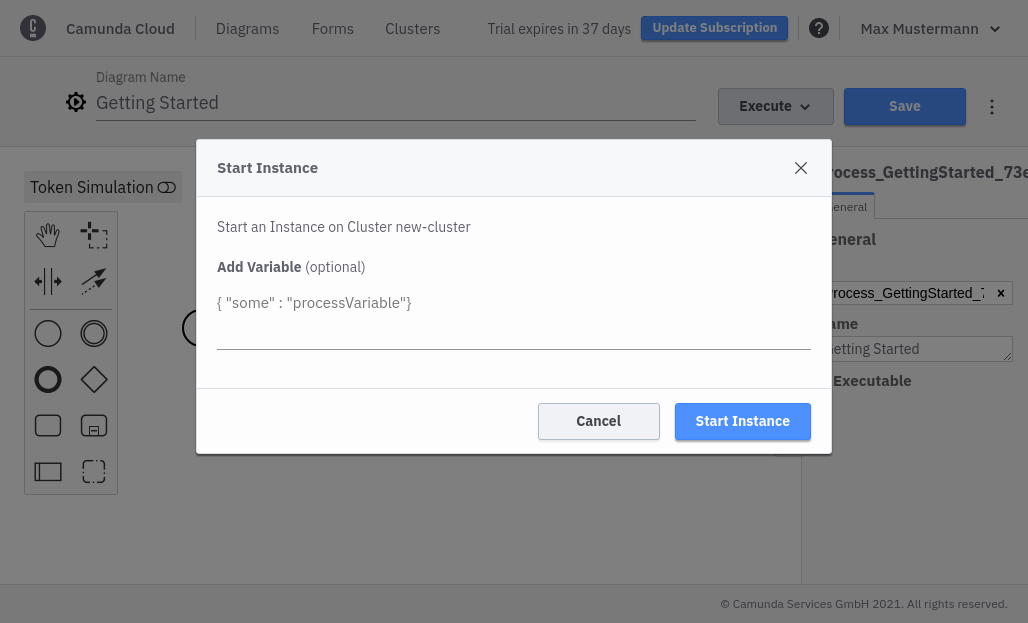 Camunda Cloud
Diagrams
Forms
Clusters
Trial expires in 37 days
Update Subscription
Max Mustermann
Diagram Name
Getting Started
Execute
Save
Token Simulation
Start Instance
Start an Instance on Cluster new-cluster
Add Variable (optional)
{ "some" : "processVariable"}
Cancel
Start Instance
rocess_GettingStarted_73e
eneral
eneral
rocess_GettingStarted_7
ame
etting Started
Executable
© Camunda Services GmbH 2021. All rights reserved.